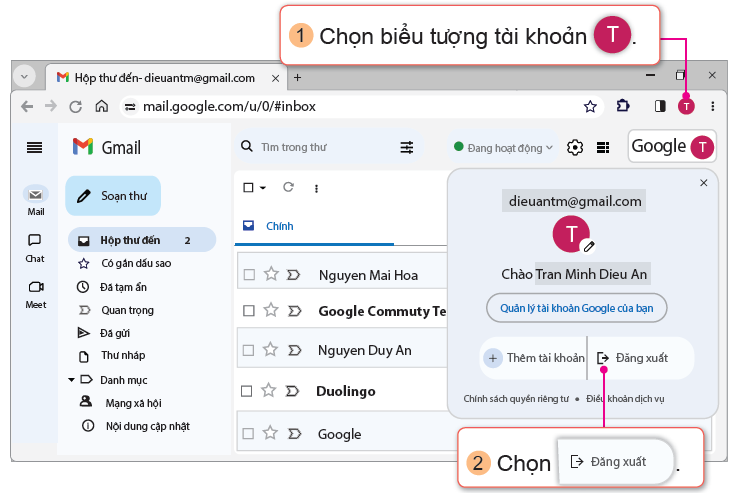 1 Chọn biểu tượng tài khoản T.
Hộp thư đến- dieuantm@gmail.com
mail.google.com/u/0/#inbox
T
Gmail
Tìm trong thư
Đang hoạt động
Google T
Soạn thư
Mail
Chat
Meet
Hộp thư đến 2
Có gắn dấu sao
Đã tạm ẩn
Quan trọng
Đã gửi
Thư nháp
Danh mục
Mạng xã hội
Nội dung cập nhật
Chính
Nguyen Mai Hoa
Google Commuty Te
Nguyen Duy An
Duolingo
Google
dieuantm@gmail.com
T
Chào Tran Minh Dieu An
Quản lý tài khoản Google của bạn
Thêm tài khoản
Đăng xuất
Chính sách quyền riêng tư • Điều khoản dịch vụ
2 Chọn Đăng xuất.